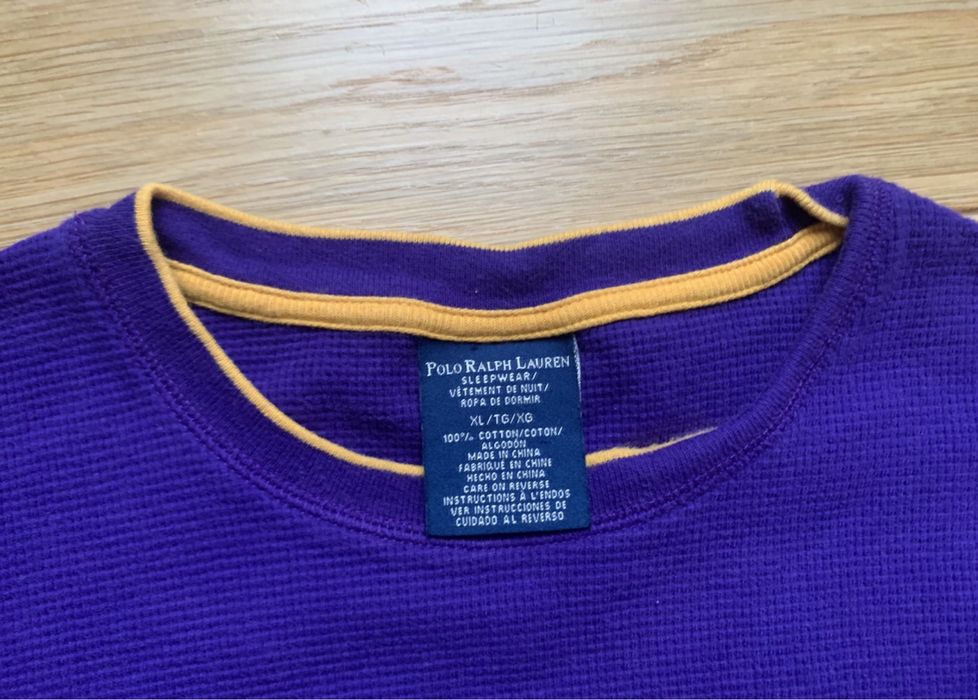 POLO RALPH LAUREN
SLEEPWEAR/
VÊTEMENT DE NUIT/
ROPA DE DORMIR
XL/TG/XG
100% COTTON/COTON/
ALGODÓN
MADE IN CHINA
FABRIQUÉ EN CHINE
HECHO EN CHINA
CARE ON REVERSE
INSTRUCTIONS À L'ENDOS
VER INSTRUCCIONES DE
CUIDADO AL REVERSO